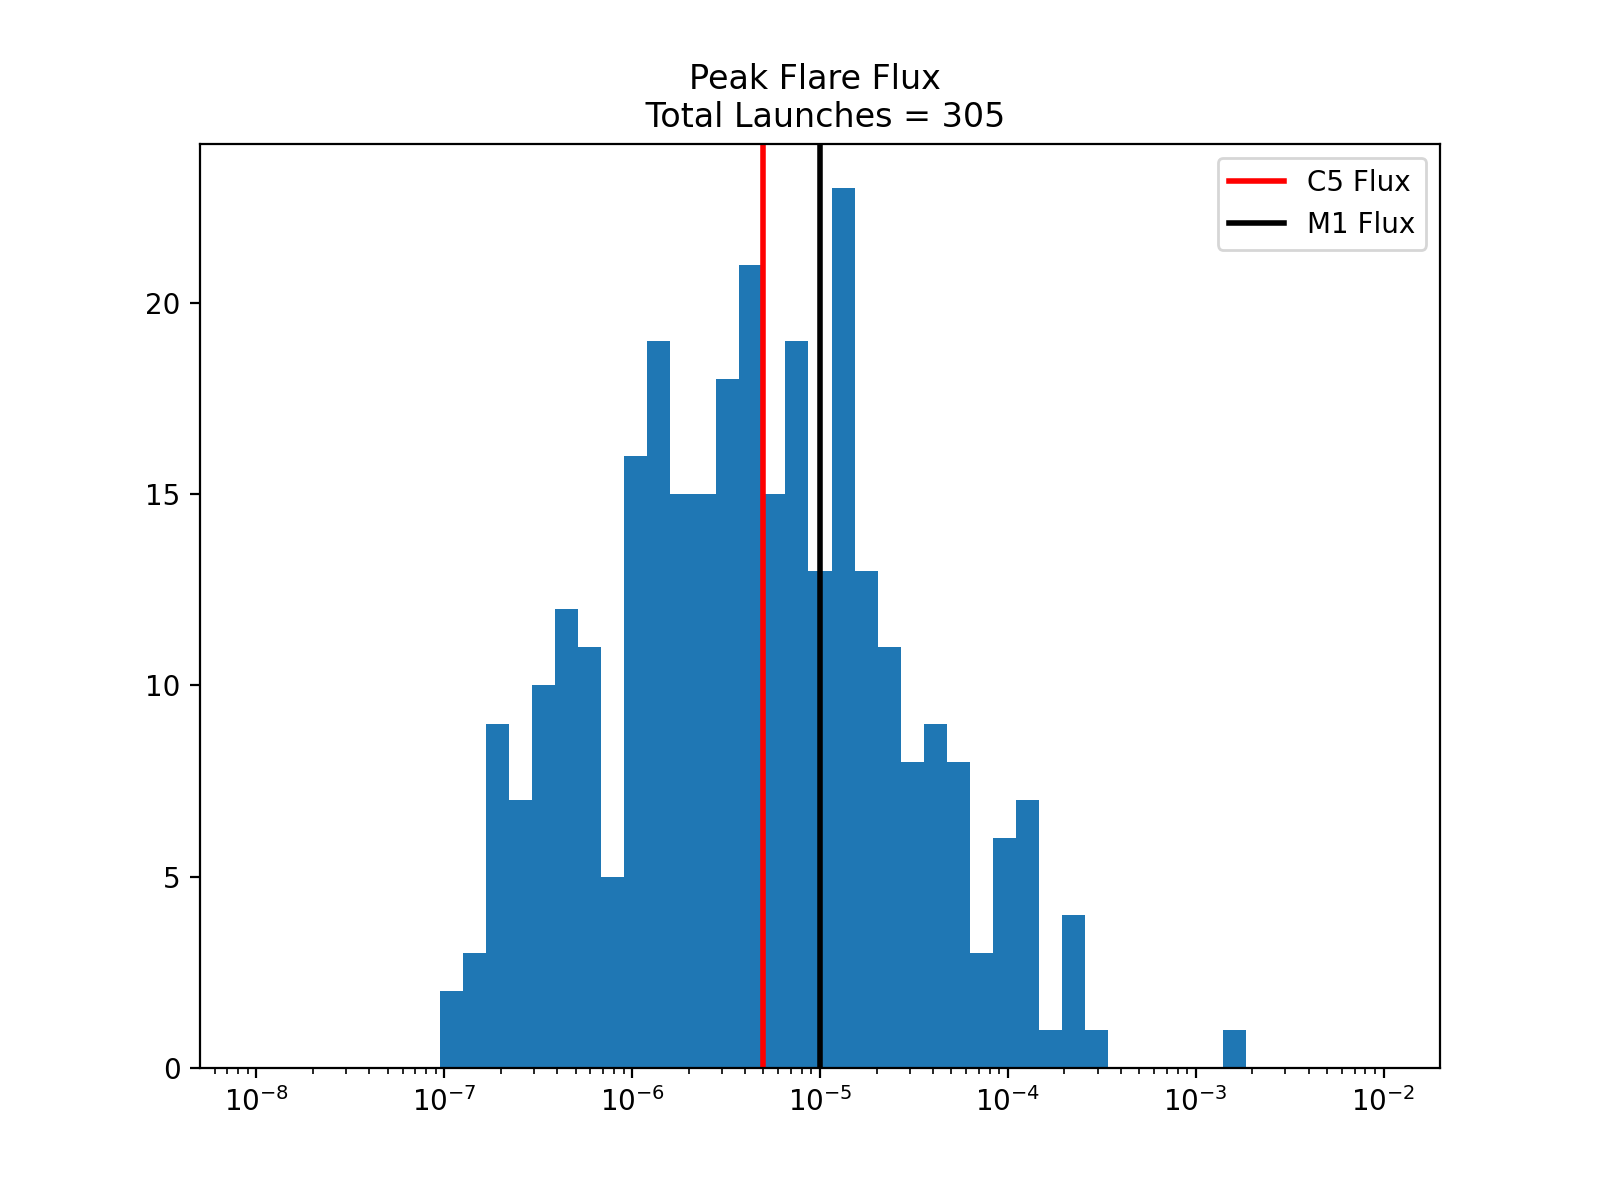 Peak Flare Flux
Total Launches = 305
C5 Flux
M1 Flux
20
15
10
5
0
10⁻⁸ 10⁻⁷ 10⁻⁶ 10⁻⁵ 10⁻⁴ 10⁻³ 10⁻²